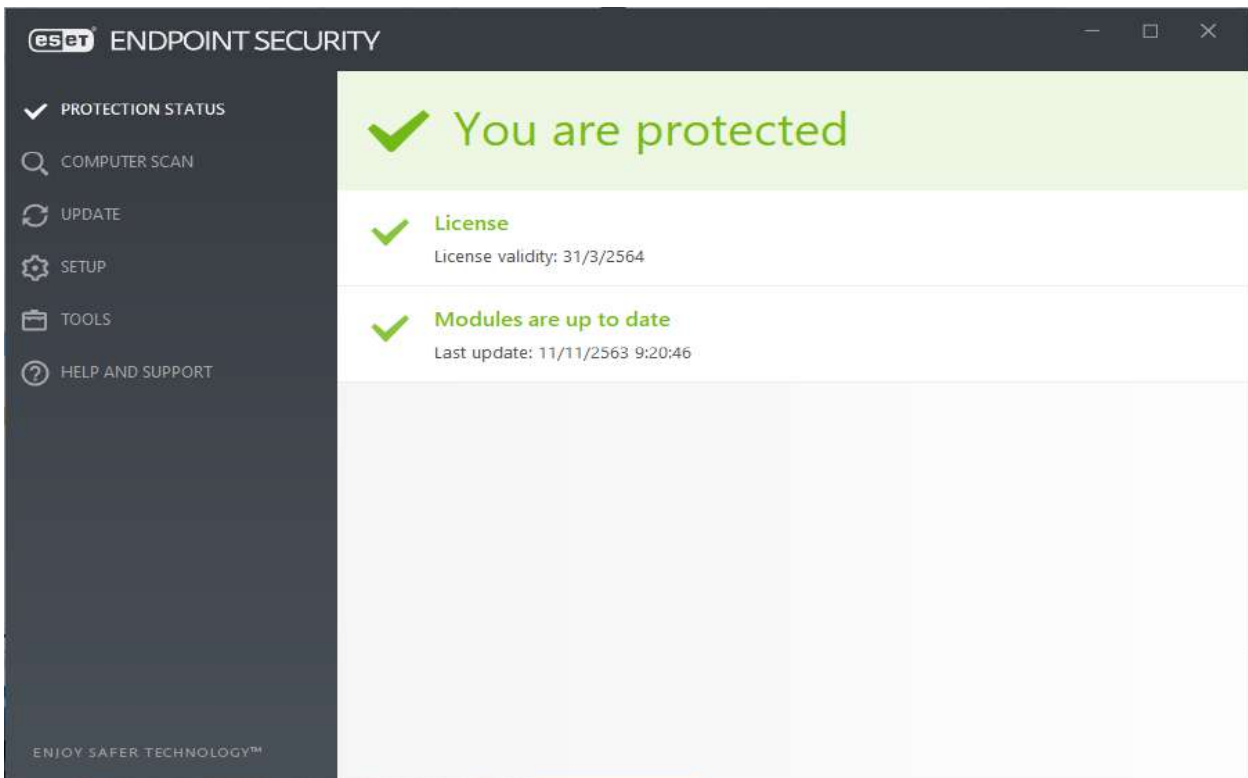 eset ENDPOINT SECURITY
PROTECTION STATUS
COMPUTER SCAN
UPDATE
SETUP
TOOLS
HELP AND SUPPORT
ENJOY SAFER TECHNOLOGY™
You are protected
License
License validity: 31/3/2564
Modules are up to date
Last update: 11/11/2563 9:20:46